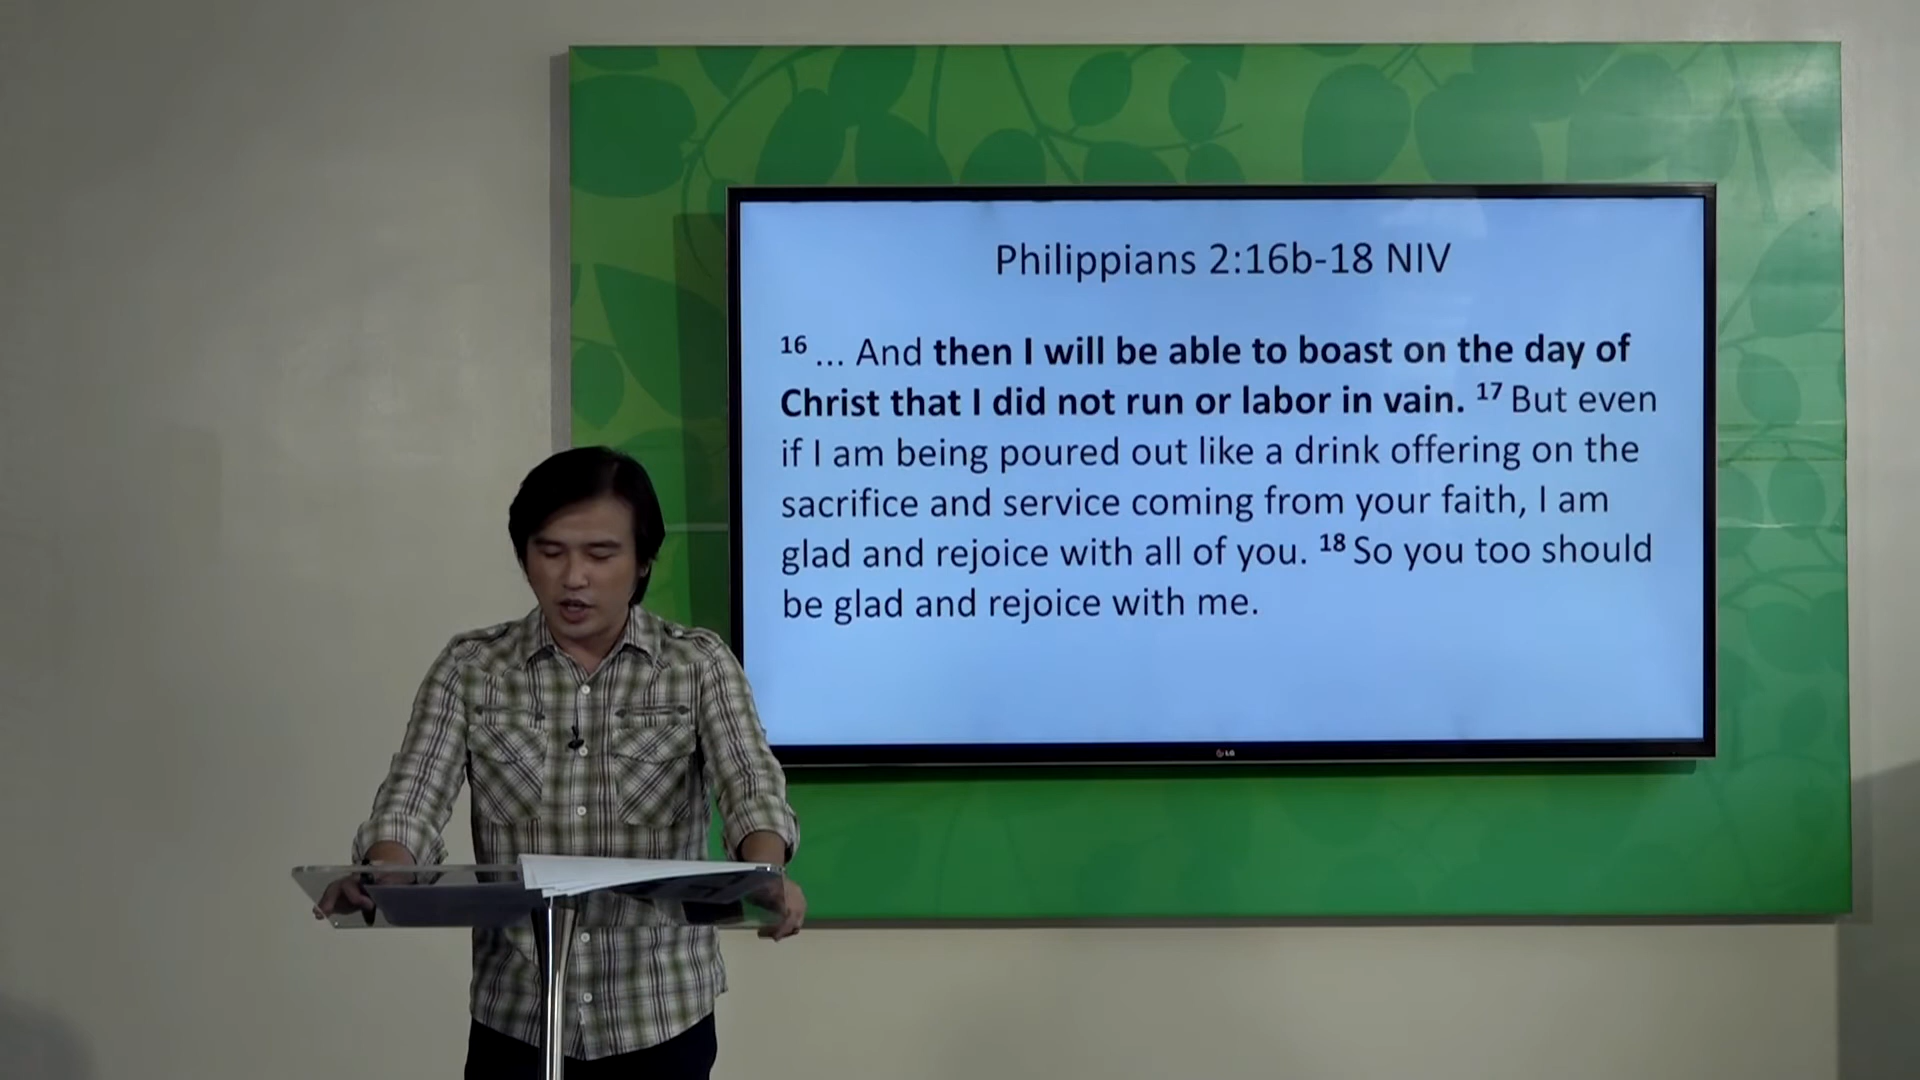 Philippians 2:16b-18 NIV
16 ... And then I will be able to boast on the day of
Christ that I did not run or labor in vain. 17 But even
if I am being poured out like a drink offering on the
sacrifice and service coming from your faith, I am
glad and rejoice with all of you. 18 So you too should
be glad and rejoice with me.
LG